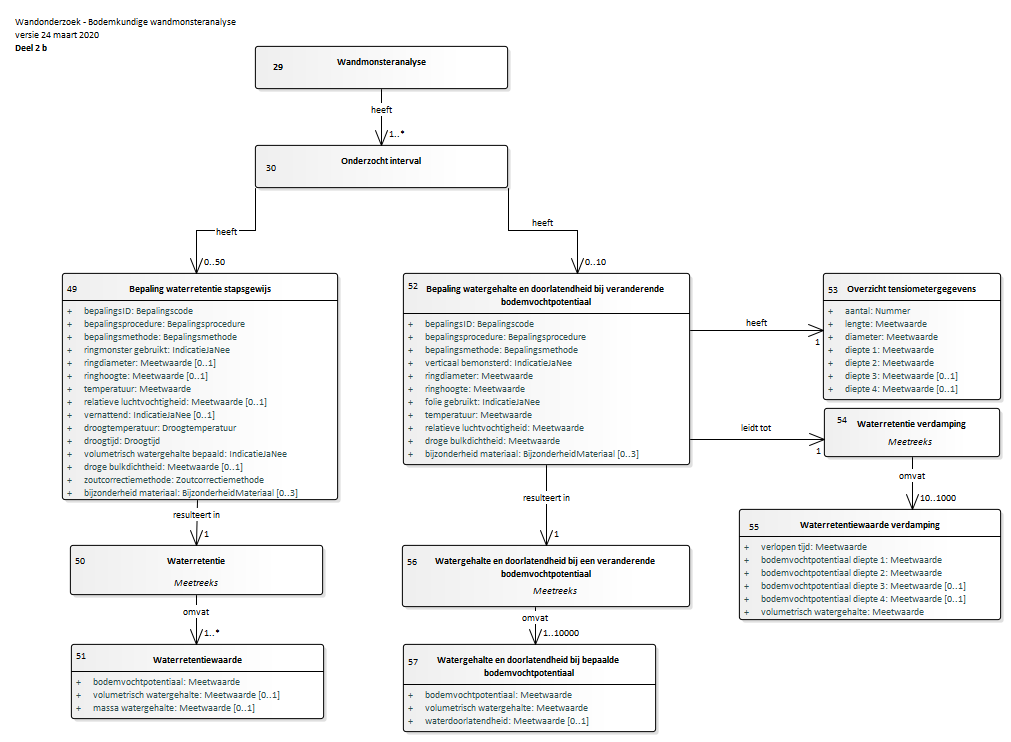 Wandonderzoek - Bodemkundige wandmonsteranalyse
versie 24 maart 2020
Deel 2 b
29 Wandmonsteranalyse
heeft
1..*
30 Onderzocht interval
heeft
0..50
heeft
0..10
49 Bepaling waterretentie stapsgewijs
+ bepalingsID: Bepalingscode
+ bepalingsprocedure: Bepalingsprocedure
+ bepalingsmethode: Bepalingsmethode
+ ringmonster gebruikt: IndicatieJaNee
+ ringdiameter: Meetwaarde [0..1]
+ ringhoogte: Meetwaarde [0..1]
+ temperatuur: Meetwaarde
+ relatieve luchtvochtigheid: Meetwaarde [0..1]
+ vernattend: IndicatieJaNee [0..1]
+ droogtemperatuur: Droogtemperatuur
+ droogtijd: Droogtijd
+ volumetrisch watergehalte bepaald: IndicatieJaNee
+ droge bulkdichtheid: Meetwaarde [0..1]
+ zoutcorrectiemethode: Zoutcorrectiemethode
+ bijzonderheid materiaal: BijzonderheidMateriaal [0..3]
resulteert in
1
50 Waterretentie
Meetreeks
omvat
1..*
51 Waterretentiewaarde
+ bodemvochtpotentiaal: Meetwaarde
+ volumetrisch watergehalte: Meetwaarde [0..1]
+ massa watergehalte: Meetwaarde [0..1]
52 Bepaling watergehalte en doorlatendheid bij veranderende
bodemvochtpotentiaal
+ bepalingsID: Bepalingscode
+ bepalingsprocedure: Bepalingsprocedure
+ bepalingsmethode: Bepalingsmethode
+ verticaal bemonsterd: IndicatieJaNee
+ ringdiameter: Meetwaarde
+ ringhoogte: Meetwaarde
+ folie gebruikt: IndicatieJaNee
+ temperatuur: Meetwaarde
+ relatieve luchtvochtigheid: Meetwaarde
+ droge bulkdichtheid: Meetwaarde
+ bijzonderheid materiaal: BijzonderheidMateriaal [0..3]
resulteert in
1
56 Watergehalte en doorlatendheid bij een veranderende
bodemvochtpotentiaal
Meetreeks
omvat
1..10000
57 Watergehalte en doorlatendheid bij bepaalde
bodemvochtpotentiaal
+ bodemvochtpotentiaal: Meetwaarde
+ volumetrisch watergehalte: Meetwaarde
+ waterdoorlatendheid: Meetwaarde [0..1]
heeft
1
53 Overzicht tensiometergegevens
+ aantal: Nummer
+ lengte: Meetwaarde
+ diameter: Meetwaarde
+ diepte 1: Meetwaarde
+ diepte 2: Meetwaarde
+ diepte 3: Meetwaarde [0..1]
+ diepte 4: Meetwaarde [0..1]
leidt tot
1
54 Waterretentie verdamping
Meetreeks
omvat
10..1000
55 Waterretentiewaarde verdamping
+ verlopen tijd: Meetwaarde
+ bodemvochtpotentiaal diepte 1: Meetwaarde
+ bodemvochtpotentiaal diepte 2: Meetwaarde
+ bodemvochtpotentiaal diepte 3: Meetwaarde [0..1]
+ bodemvochtpotentiaal diepte 4: Meetwaarde [0..1]
+ volumetrisch watergehalte: Meetwaarde